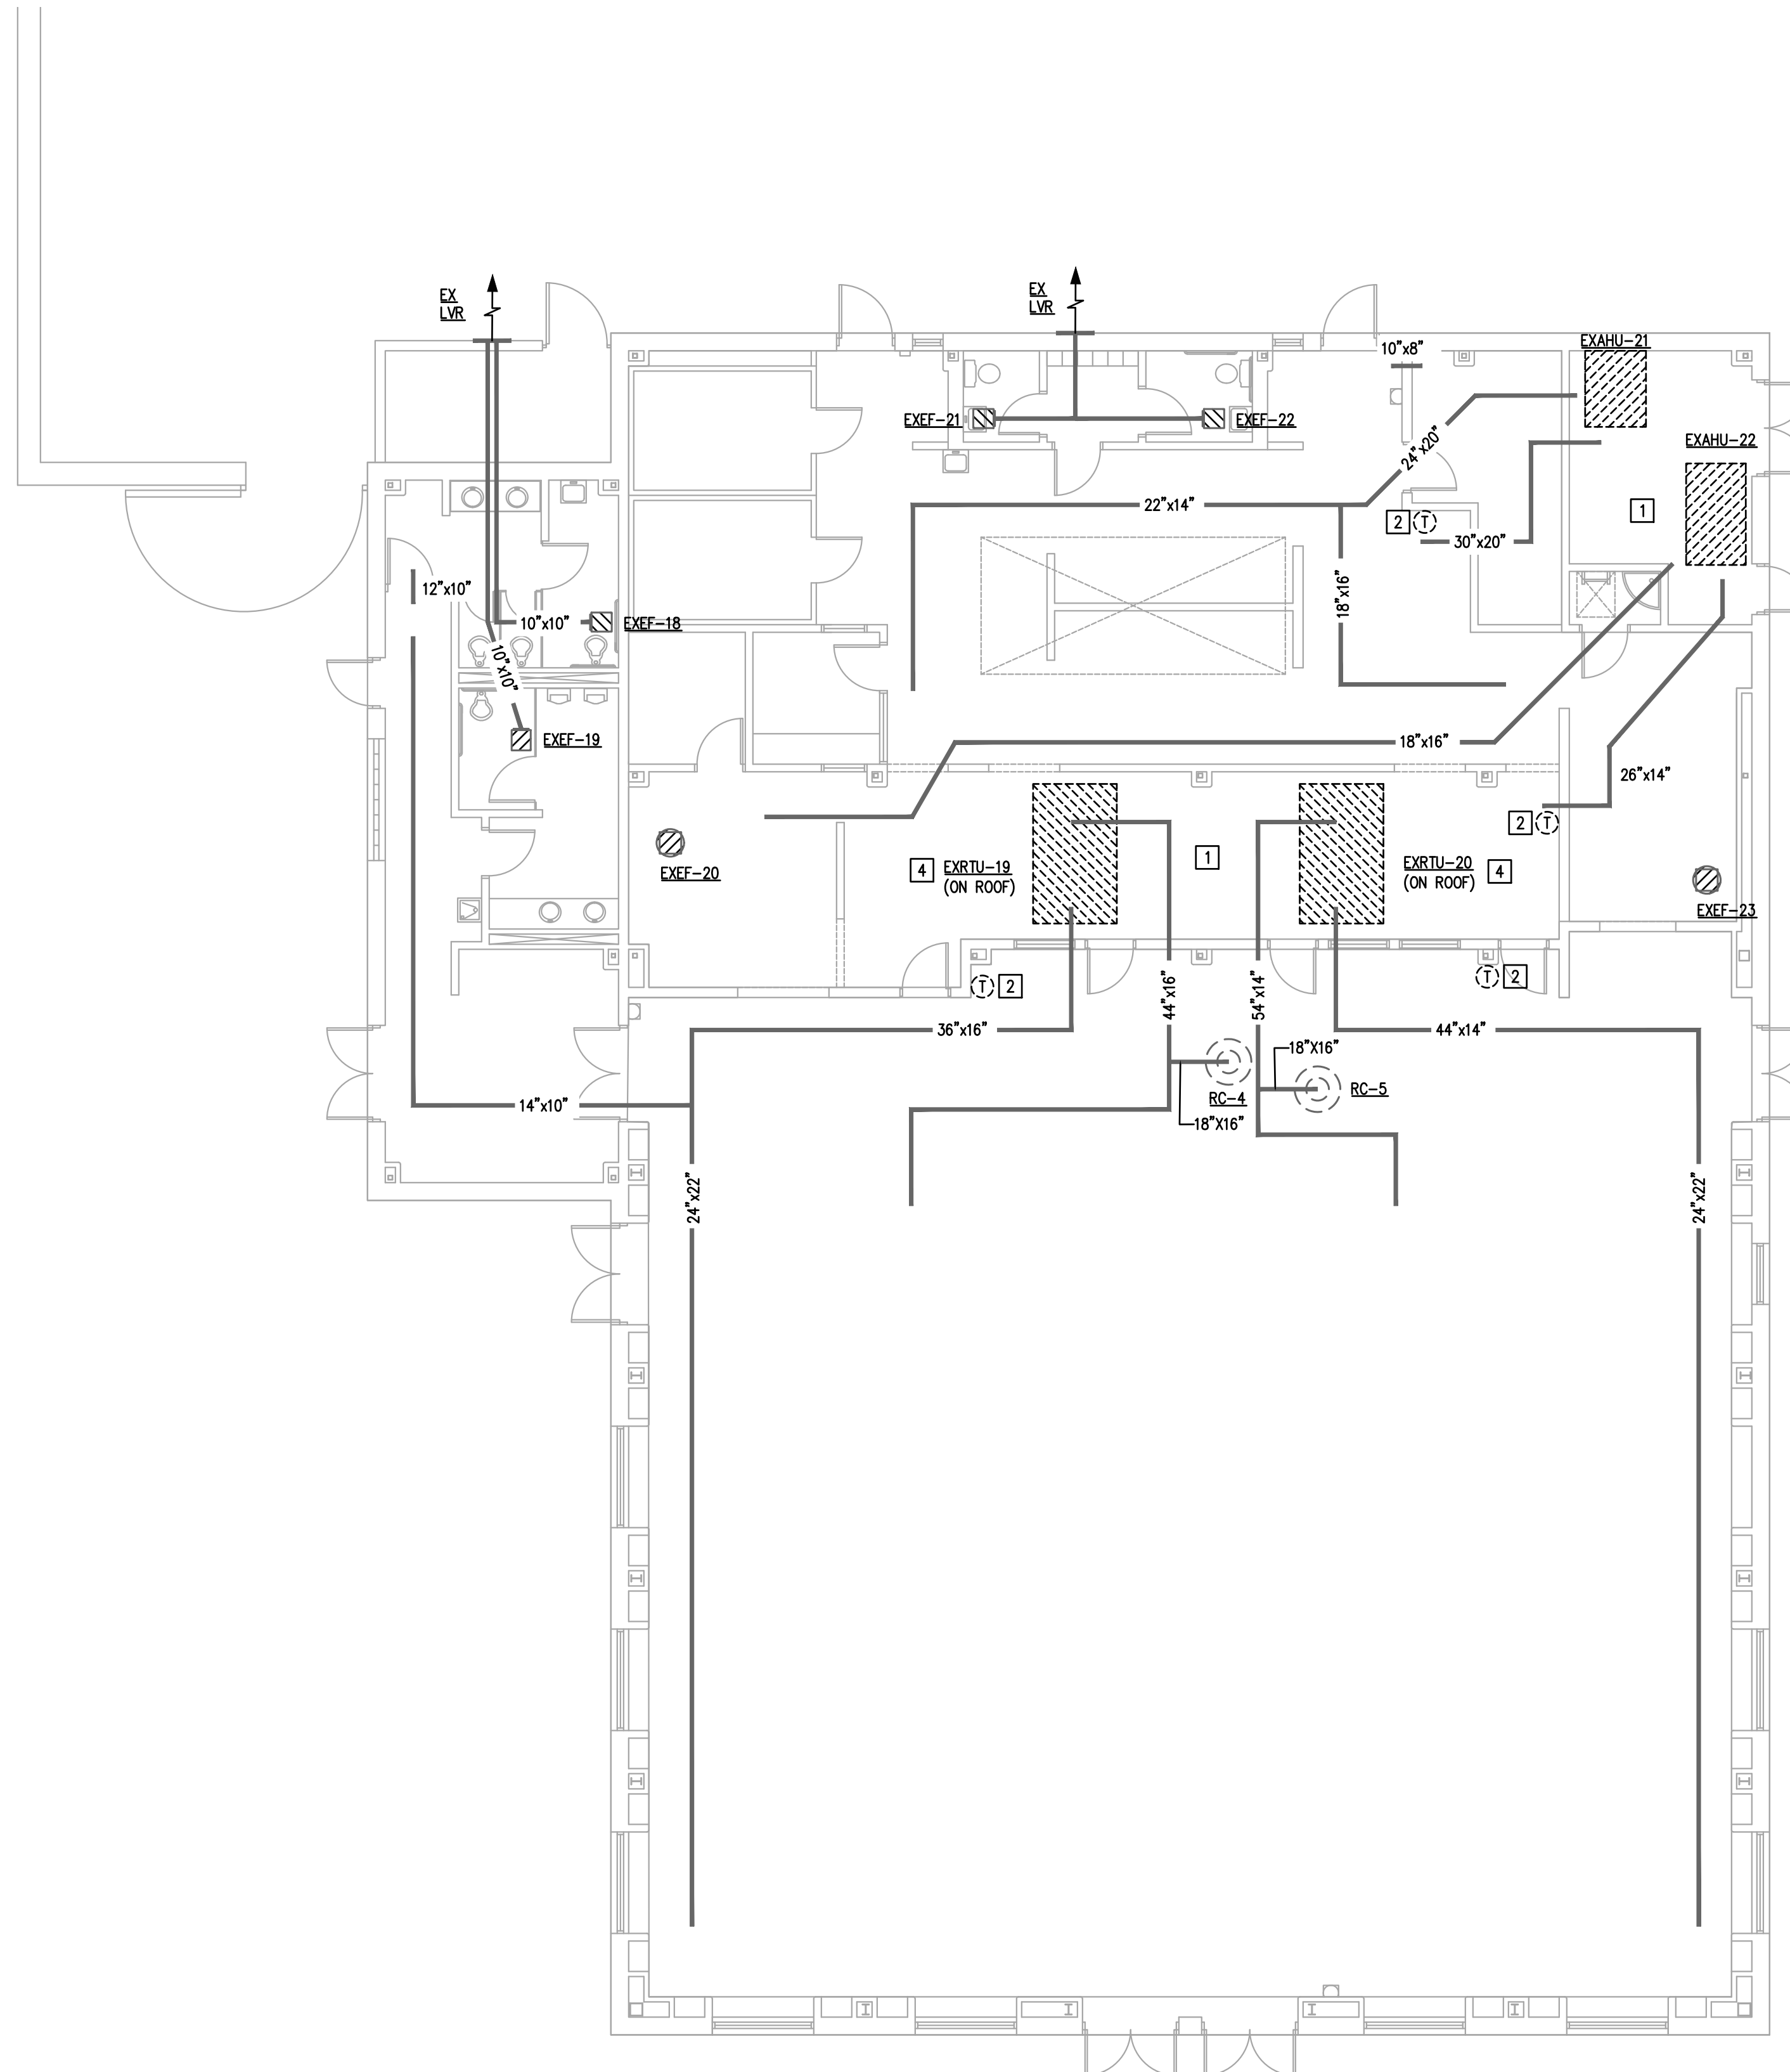 EX
LVR
EX
LVR
EXAHU-21
10"x8"
EXEF-21
EXEF-22
EXAHU-22
24"x20"
22"x14"
1
2
T
30"x20"
12"x10"
18"x16"
10"x10"
EXEF-18
10"x10"
EXEF-19
18"x16"
26"x14"
2
T
EXEF-20
4
EXRTU-19
(ON ROOF)
1
EXRTU-20
(ON ROOF)
4
EXEF-23
T
2
44"x16"
54"x14"
T
2
36"x16"
44"x14"
18"X16"
RC-4
RC-5
14"x10"
18"X16"
24"x22"
24"x22"